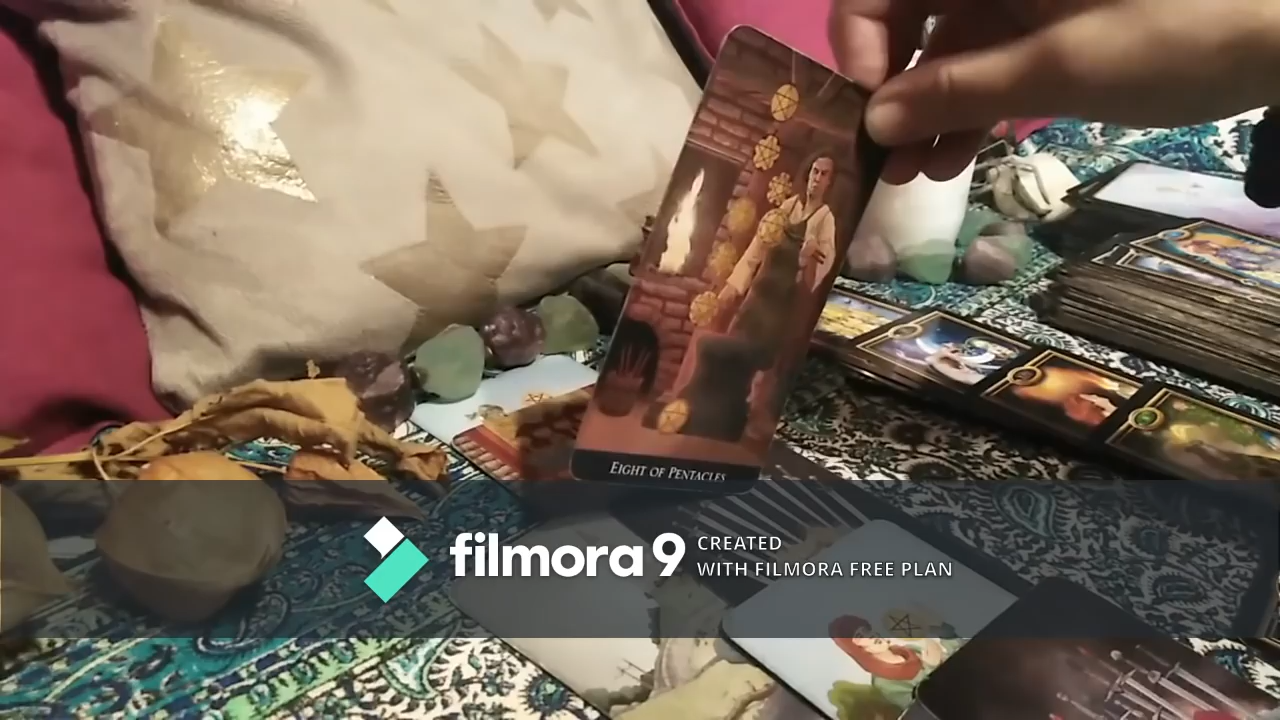 EIGHT OF PENTACLES
filmora 9
CREATED
WITH FILMORA FREE PLAN